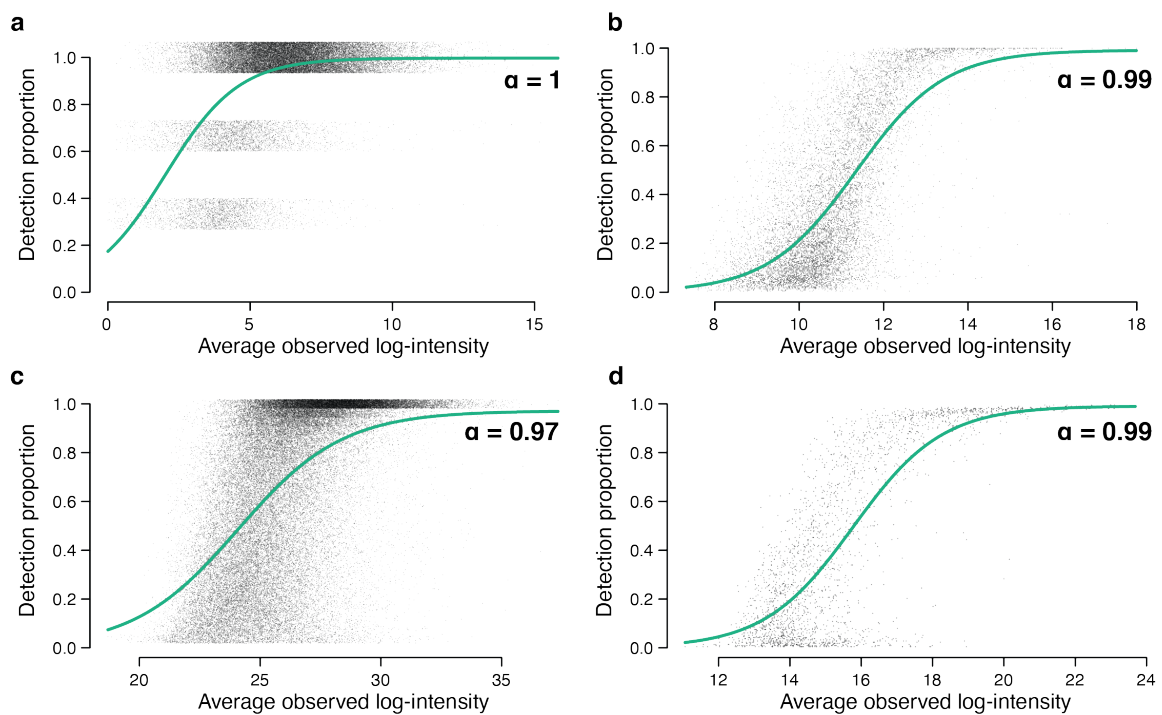 a
1.0
0.8
0.6
0.4
0.2
0.0
Detection proportion
α = 1
0 5 10 15
Average observed log-intensity
b
1.0
0.8
0.6
0.4
0.2
0.0
Detection proportion
α = 0.99
8 10 12 14 16 18
Average observed log-intensity
c
1.0
0.8
0.6
0.4
0.2
0.0
Detection proportion
α = 0.97
20 25 30 35
Average observed log-intensity
d
1.0
0.8
0.6
0.4
0.2
0.0
Detection proportion
α = 0.99
12 14 16 18 20 22 24
Average observed log-intensity